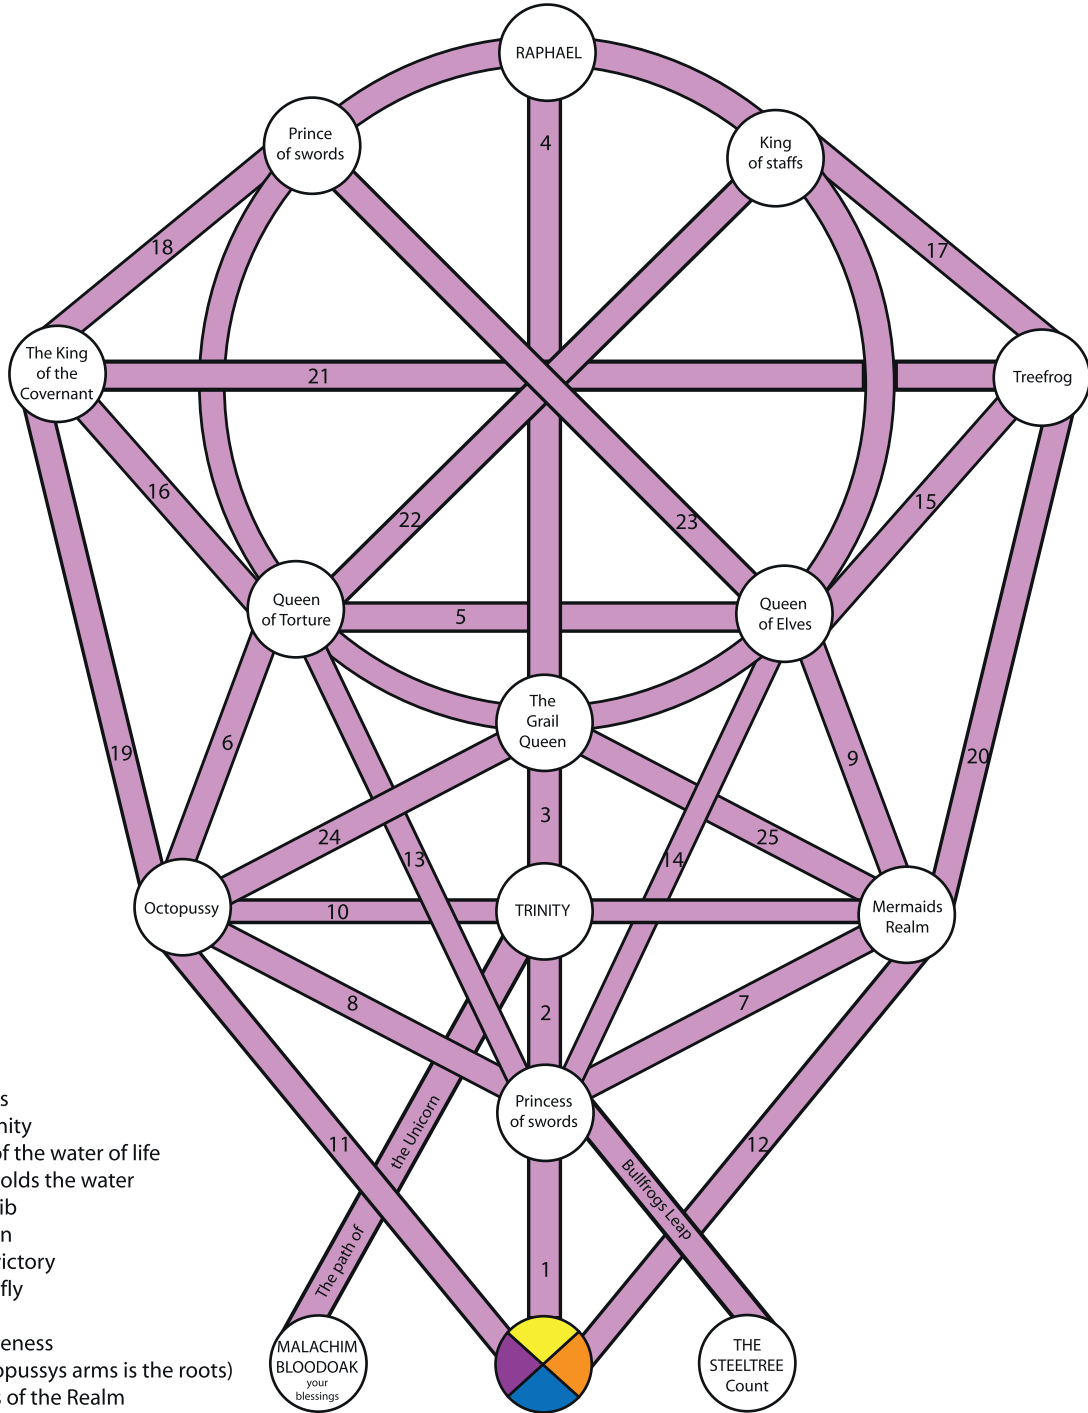 RAPHAEL
Prince
of swords
King
of staffs
4
18
17
The King
of the
Covernant
Treefrog
21
16
15
22
23
Queen
of Torture
Queen
of Elves
5
The
Grail
Queen
19
6
9
20
3
24
25
13
14
Octopussy
10
TRINITY
Mermaids
Realm
8
2
7
Princess
of swords
11
the Unicorn
The path of
Bullfrogs Leap
12
1
s
nity
of the water of life
olds the water
ib
n
victory
fly
eness
opussys arms is the roots)
s of the Realm
MALACHIM
BLOODOAK
your
blessings
THE
STEELTREE
Count